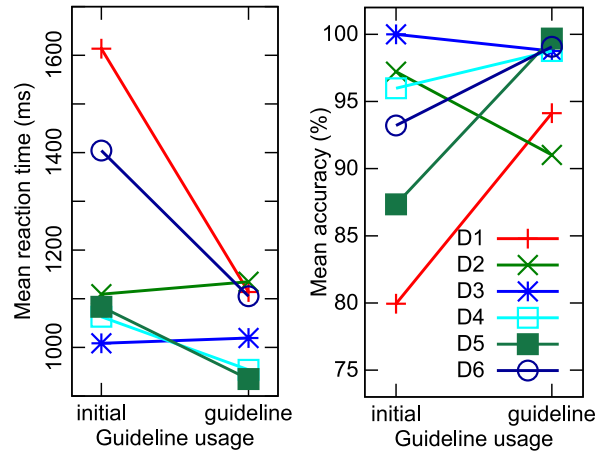 Mean reaction time (ms)
1600
1400
1200
1000
initial
guideline
Guideline usage
Mean accuracy (%)
100
95
90
85
80
75
D1
D2
D3
D4
D5
D6
initial
guideline
Guideline usage